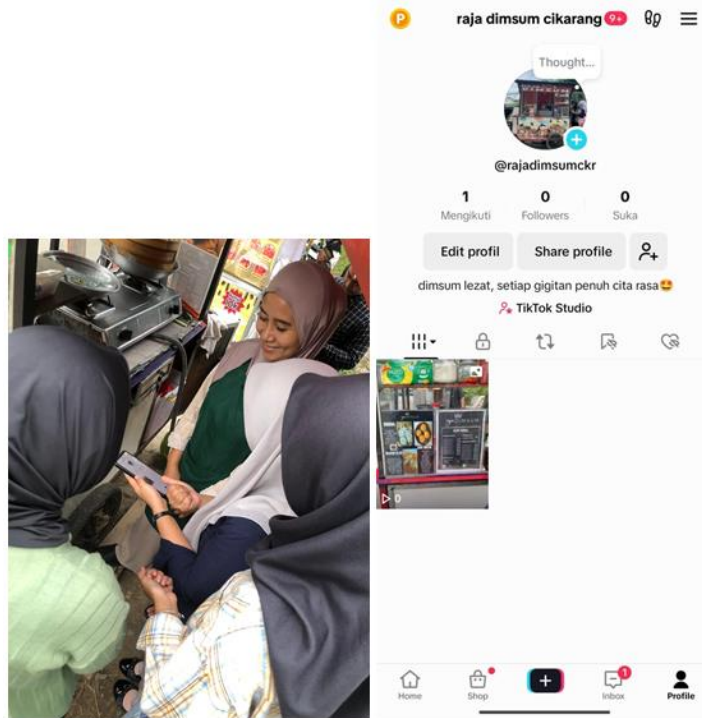 P
raja dimsum cikarang 9+
Thought...
@rajadimsumckr
1 0 0
Mengikuti Followers Suka
Edit profil Share profile
dimsum lezat, setiap gigitan penuh cita rasa🤩
TikTok Studio
0
Home Shop Inbox 1 Profile